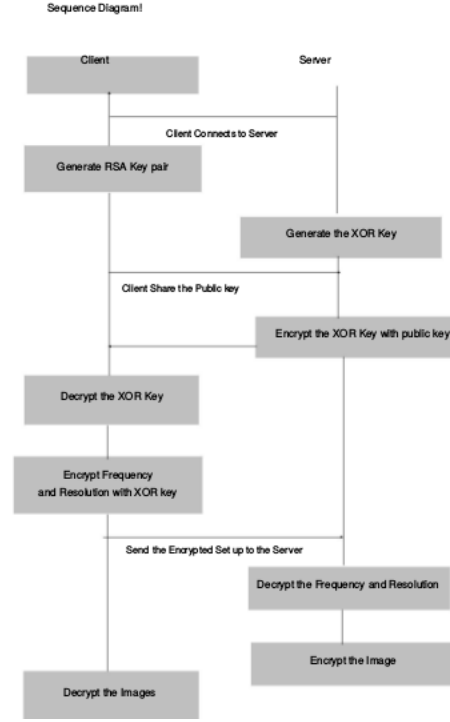 Sequence Diagram!
Client
Server
Client Connects to Server
Generate RSA Key pair
Generate the XOR Key
Client Share the Public key
Encrypt the XOR Key with public key
Decrypt the XOR Key
Encrypt Frequency
and Resolution with XOR key
Send the Encrypted Set up to the Server
Decrypt the Frequency and Resolution
Encrypt the Image
Decrypt the Images